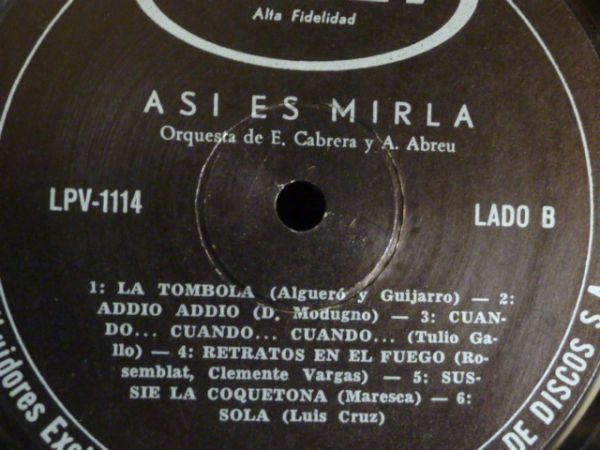 Alta Fidelidad
ASI ES MIRLA
Orquesta de E. Cabrera y A. Abreu
LPV-1114
LADO B
1: LA TOMBOLA (Algueró y Guijarro) — 2:
ADDIO ADDIO (D. Modugno) — 3: CUAN-
DO... CUANDO... CUANDO... (Tulio Ga-
llo) — 4: RETRATOS EN EL FUEGO (Ro-
semblat, Clemente Vargas) — 5: SUS-
SIE LA COQUETONA (Maresca) — 6:
SOLA (Luis Cruz)
DE DISCOS S.A.